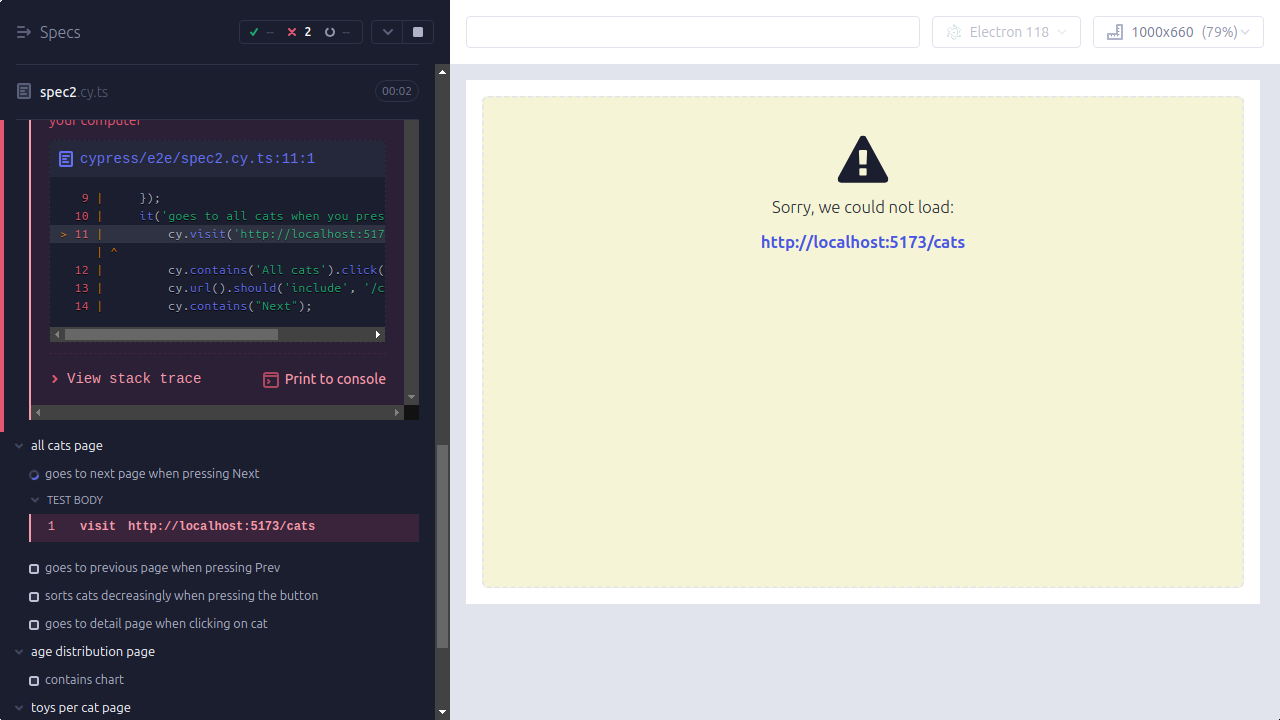 Specs
--
2
--
Electron 118
1000x660 (79%)
spec2.cy.ts
00:02
your computer
cypress/e2e/spec2.cy.ts:11:1
9 | });
10 | it('goes to all cats when you pres
> 11 | cy.visit('http://localhost:517
| ^
12 | cy.contains('All cats').click(
13 | cy.url().should('include', '/c
14 | cy.contains("Next");
View stack trace
Print to console
all cats page
goes to next page when pressing Next
TEST BODY
1 visit http://localhost:5173/cats
goes to previous page when pressing Prev
sorts cats decreasingly when pressing the button
goes to detail page when clicking on cat
age distribution page
contains chart
toys per cat page
Sorry, we could not load:
http://localhost:5173/cats